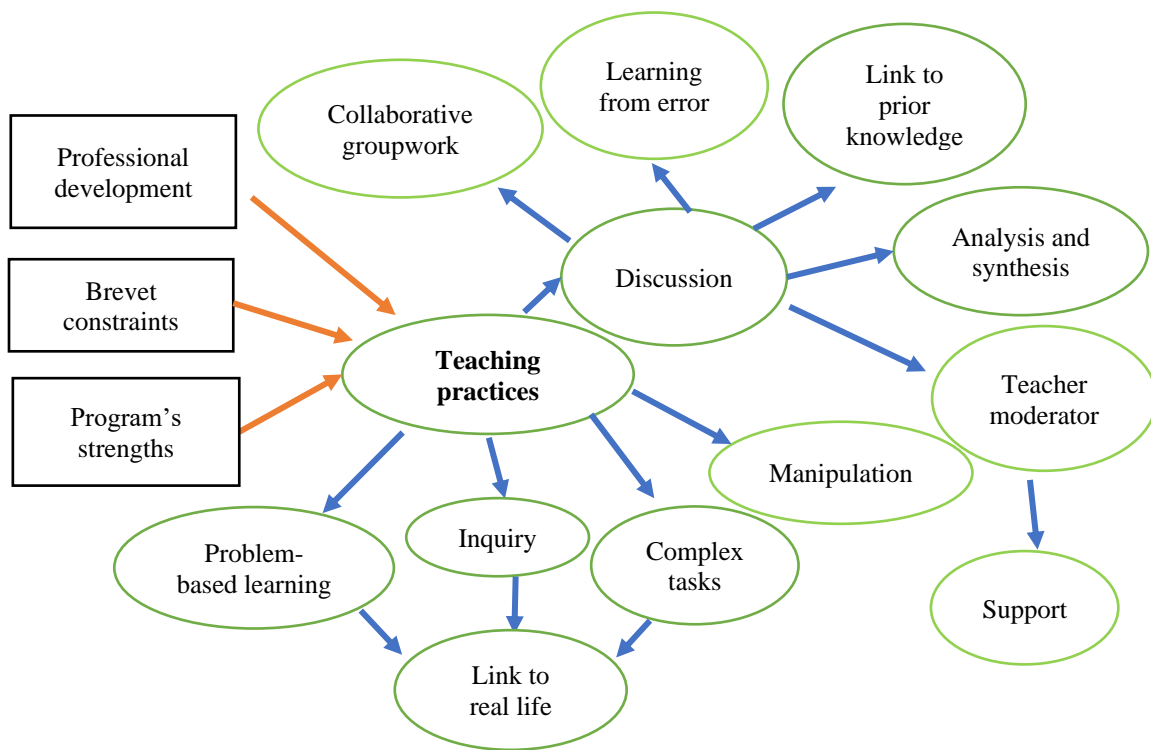 Learning
from error
Link to
prior
knowledge
Collaborative
groupwork
Professional
development
Analysis and
synthesis
Discussion
Brevet
constraints
Teaching
practices
Teacher
moderator
Program’s
strengths
Manipulation
Problem-
based learning
Inquiry
Complex
tasks
Support
Link to
real life